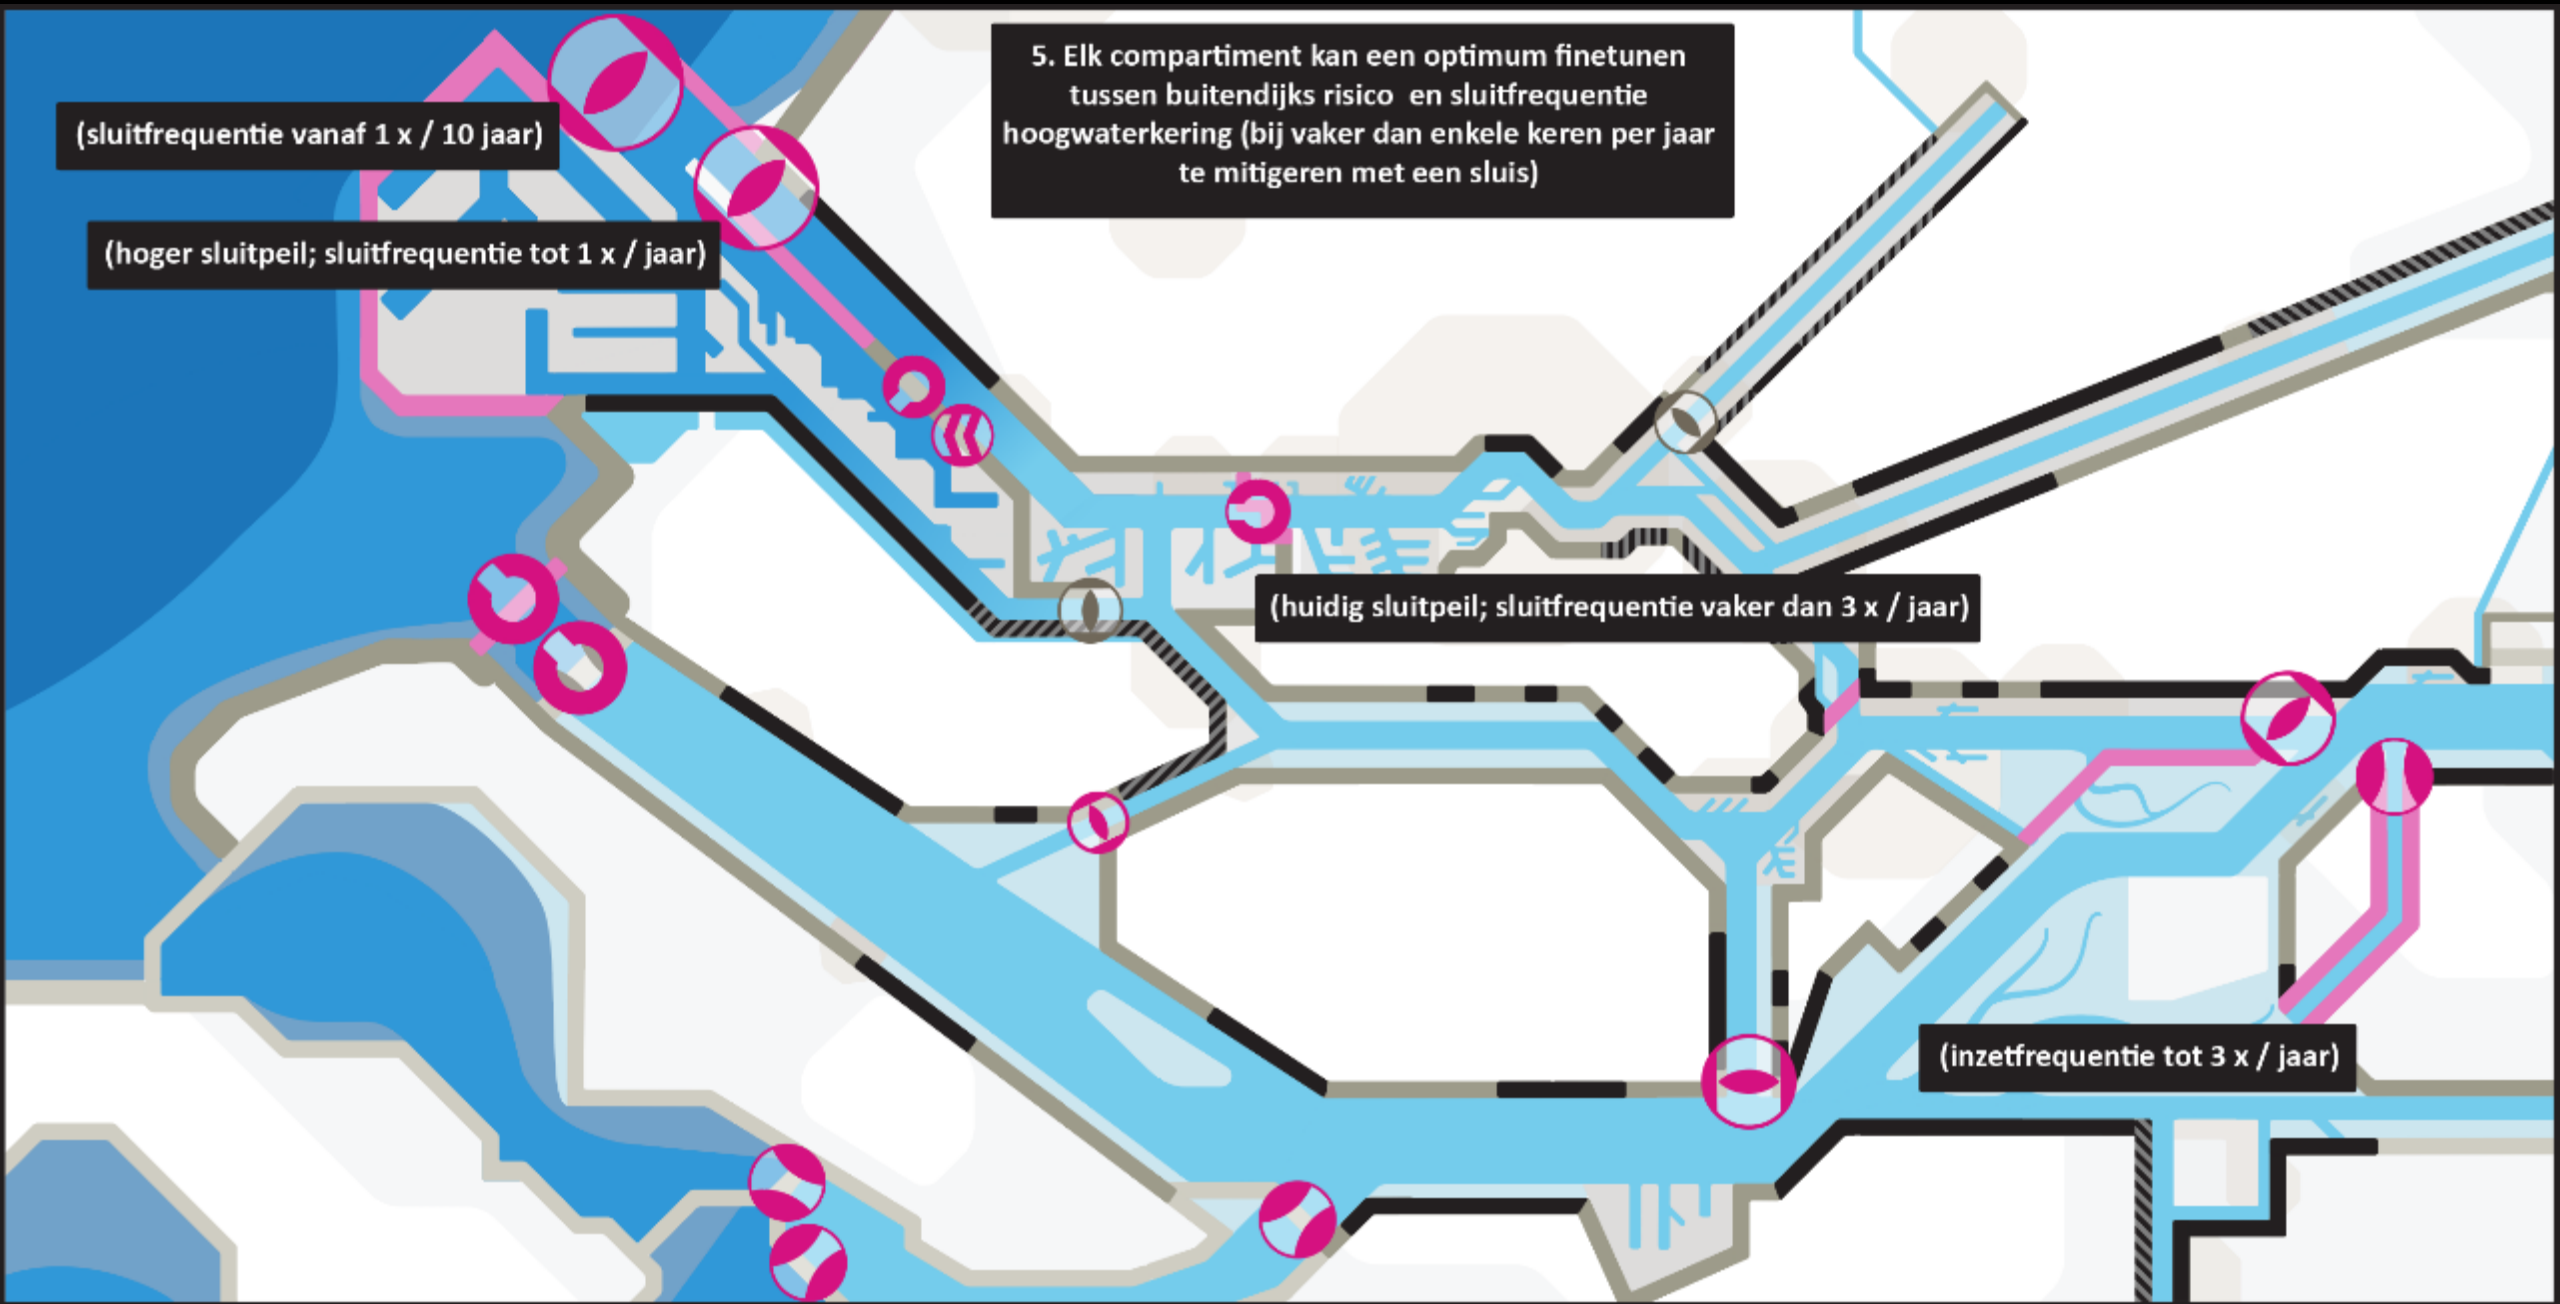 5. Elk compartiment kan een optimum finetunen
tussen buitendijks risico en sluitfrequentie
hoogwaterkering (bij vaker dan enkele keren per jaar
te mitigeren met een sluis)
(sluitfrequentie vanaf 1 x / 10 jaar)
(hoger sluitpeil; sluitfrequentie tot 1 x / jaar)
(huidig sluitpeil; sluitfrequentie vaker dan 3 x / jaar)
(inzetfrequentie tot 3 x / jaar)